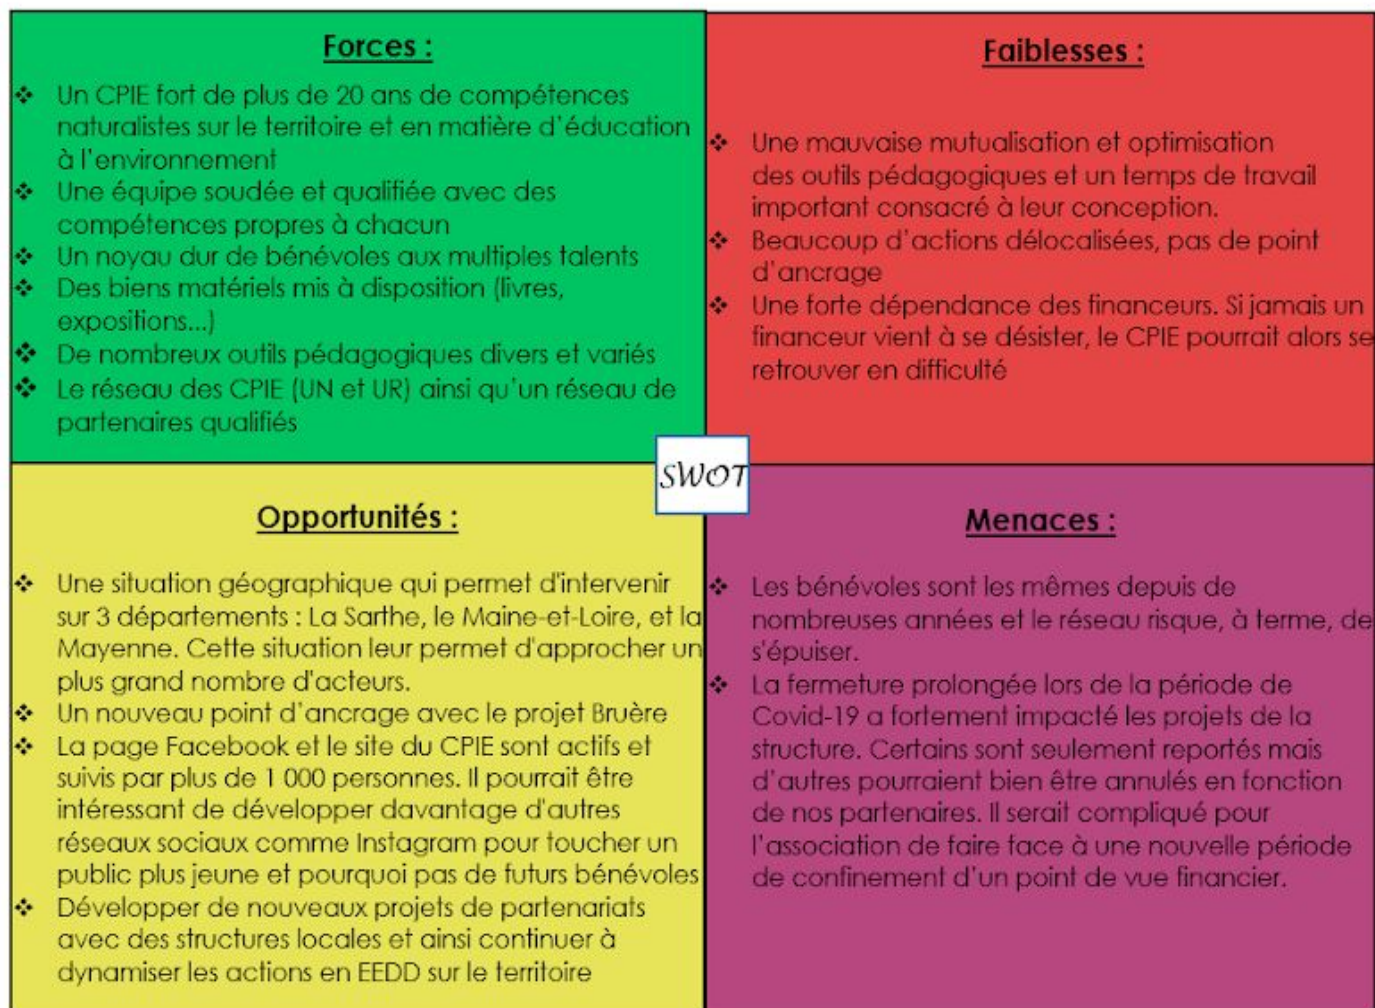 Forces :
❖ Un CPIE fort de plus de 20 ans de compétences
naturalistes sur le territoire et en matière d'éducation
à l'environnement
❖ Une équipe soudée et qualifiée avec des
compétences propres à chacun
❖ Un noyau dur de bénévoles aux multiples talents
❖ Des biens matériels mis à disposition (livres,
expositions...)
❖ De nombreux outils pédagogiques divers et variés
❖ Le réseau des CPIE (UN et UR) ainsi qu'un réseau de
partenaires qualifiés
Faiblesses :
❖ Une mauvaise mutualisation et optimisation
des outils pédagogiques et un temps de travail
important consacré à leur conception.
❖ Beaucoup d'actions délocalisées, pas de point
d'ancrage
❖ Une forte dépendance des financeurs. Si jamais un
financeur vient à se désister, le CPIE pourrait alors se
retrouver en difficulté
SWOT
Opportunités :
❖ Une situation géographique qui permet d'intervenir
sur 3 départements : La Sarthe, le Maine-et-Loire, et la
Mayenne. Cette situation leur permet d'approcher un
plus grand nombre d'acteurs.
❖ Un nouveau point d'ancrage avec le projet Bruère
❖ La page Facebook et le site du CPIE sont actifs et
suivis par plus de 1 000 personnes. Il pourrait être
intéressant de développer davantage d'autres
réseaux sociaux comme Instagram pour toucher un
public plus jeune et pourquoi pas de futurs bénévoles
❖ Développer de nouveaux projets de partenariats
avec des structures locales et ainsi continuer à
dynamiser les actions en EEDD sur le territoire
Menaces :
❖ Les bénévoles sont les mêmes depuis de
nombreuses années et le réseau risque, à terme, de
s'épuiser.
❖ La fermeture prolongée lors de la période de
Covid-19 a fortement impacté les projets de la
structure. Certains sont seulement reportés mais
d'autres pourraient bien être annulés en fonction
de nos partenaires. Il serait compliqué pour
l'association de faire face à une nouvelle période
de confinement d'un point de vue financier.